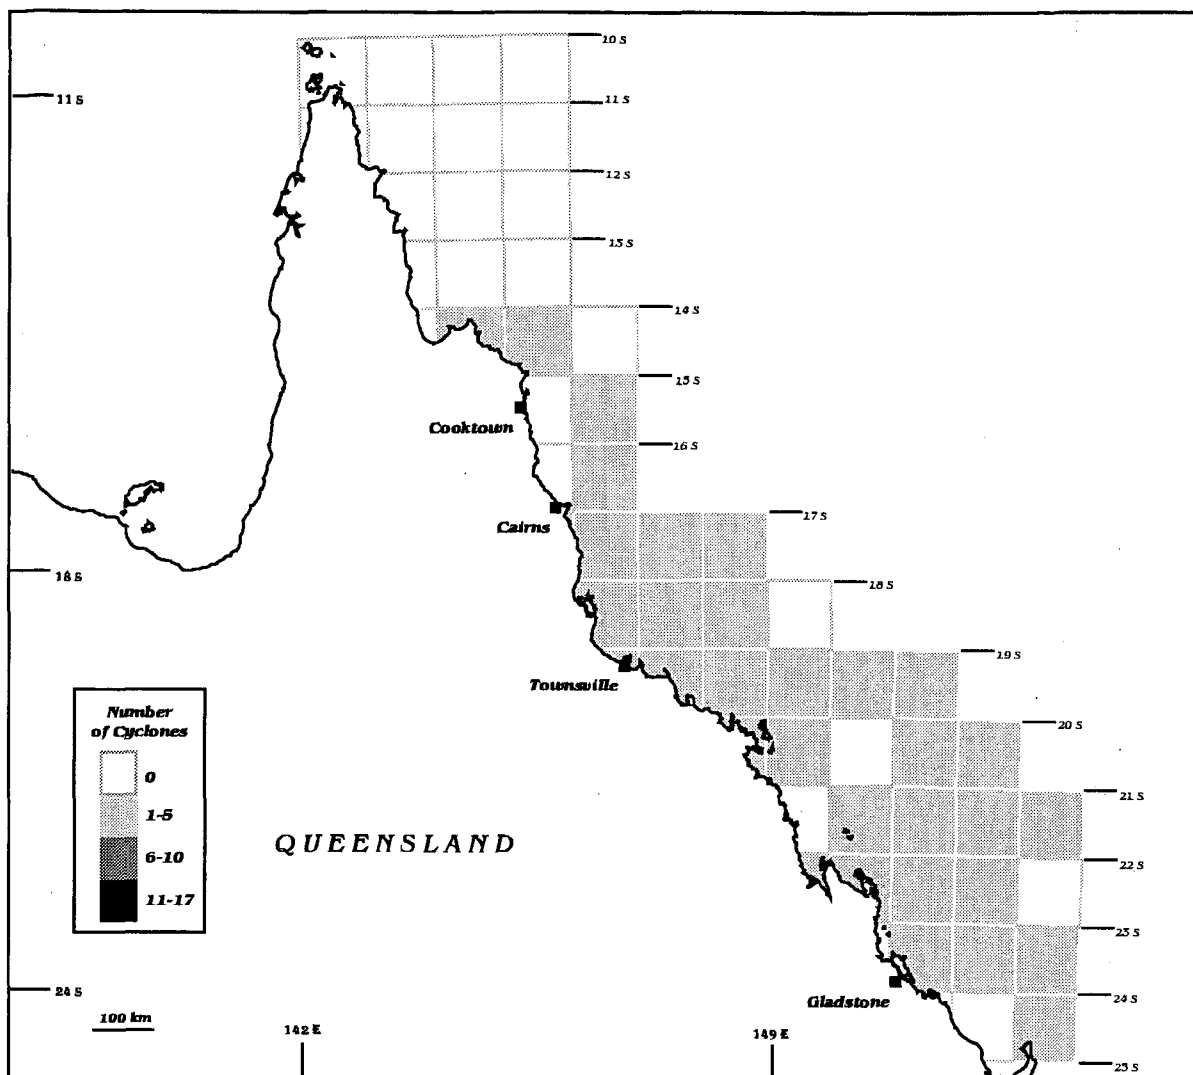 10 S
11 S
11 S
12 S
13 S
14 S
15 S
Cooktown
16 S
Cairns
17 S
18 S
18 S
19 S
Townsville
Number
of Cyclones
0
1-5
6-10
11-17
20 S
21 S
QUEENSLAND
22 S
23 S
24 S
Gladstone
24 S
100 km
142 E
149 E
25 S